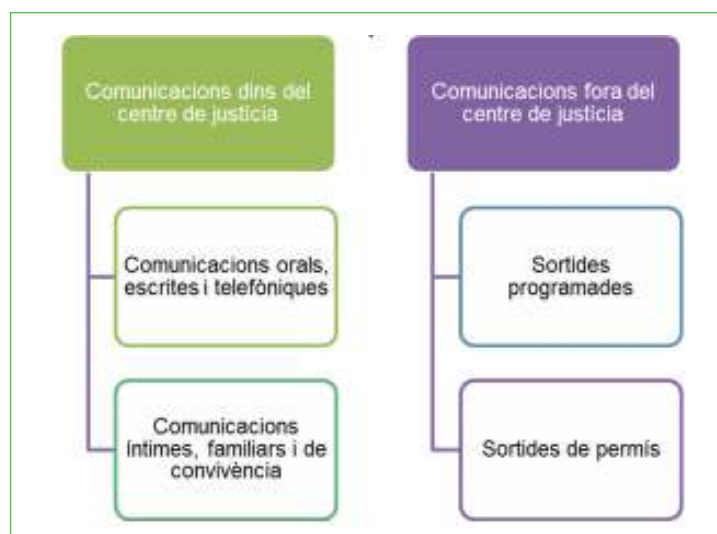 Comunicacions dins del
centre de justícia
Comunicacions orals,
escrites i telefòniques
Comunicacions
íntimes, familiars i de
convivència
Comunicacions fora del
centre de justícia
Sortides
programades
Sortides de permís